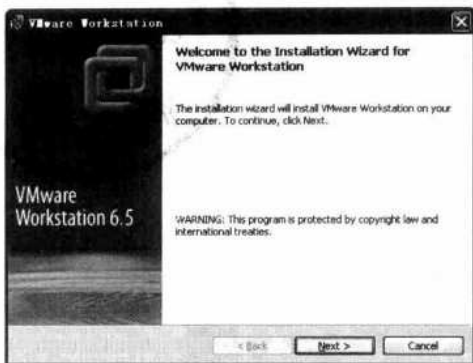 VMware Workstation
Welcome to the Installation Wizard for
VMware Workstation
The installation wizard will install VMware Workstation on your
computer. To continue, click Next.
VMware
Workstation 6.5
WARNING: This program is protected by copyright law and
international treaties.
< Back
Next >
Cancel